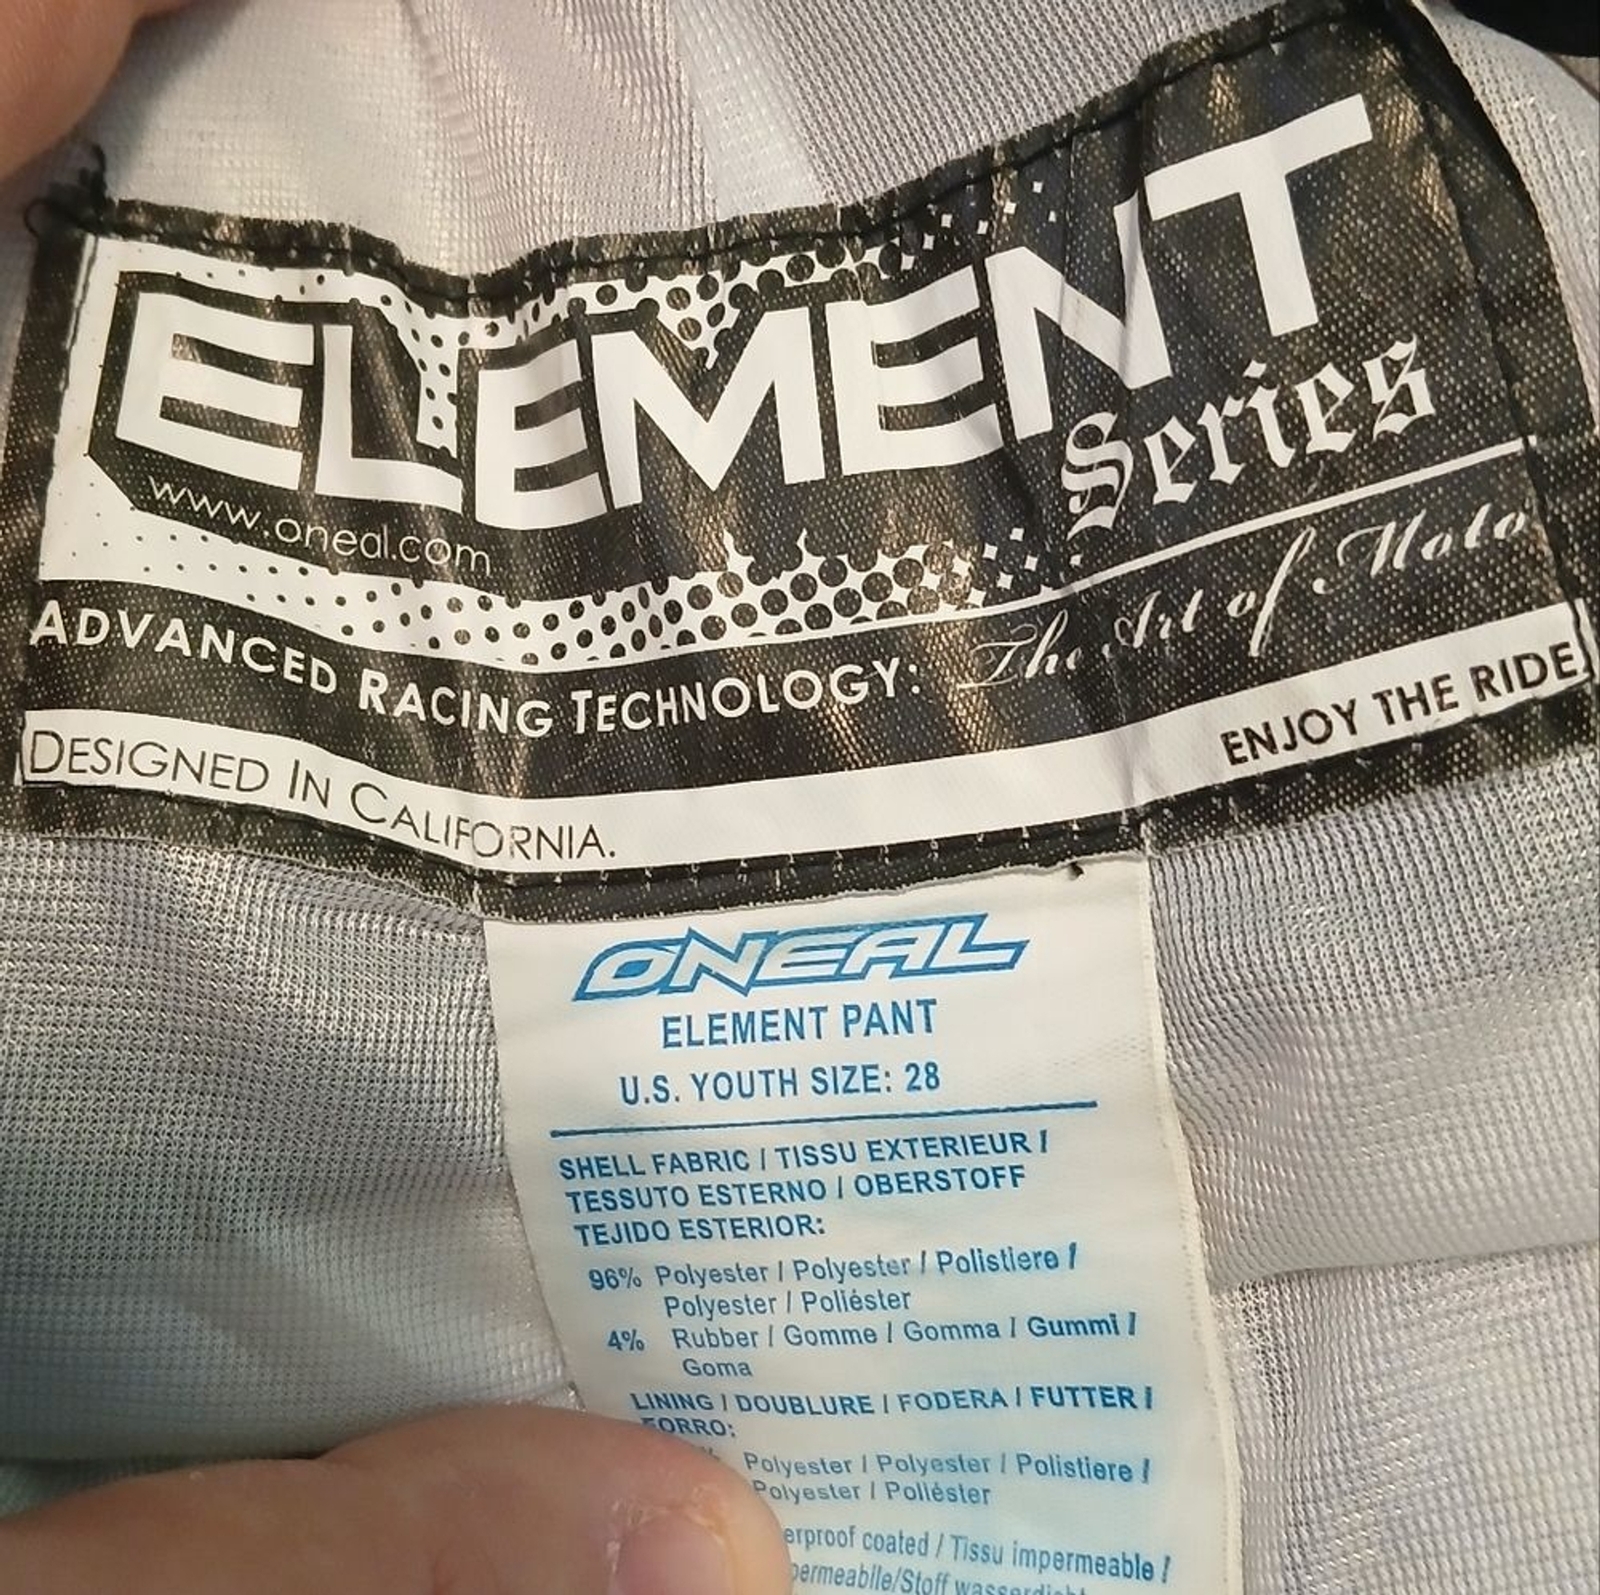 ELEMENT
Series
www.oneal.com
ADVANCED RACING TECHNOLOGY: The Art of Moto
DESIGNED IN CALIFORNIA.
ENJOY THE RIDE.
ONEAL
ELEMENT PANT
U.S. YOUTH SIZE: 28
SHELL FABRIC / TISSU EXTERIEUR /
TESSUTO ESTERNO / OBERSTOFF
TEJIDO ESTERIOR:
96% Polyester / Polyester / Polistiere /
Polyester / Poliéster
4% Rubber / Gomme / Gomma / Gummi /
Goma
LINING / DOUBLURE / FODERA / FUTTER /
FORRO:
Polyester / Polyester / Polistiere /
Polyester / Poliéster
coated / Tissu impermeable /